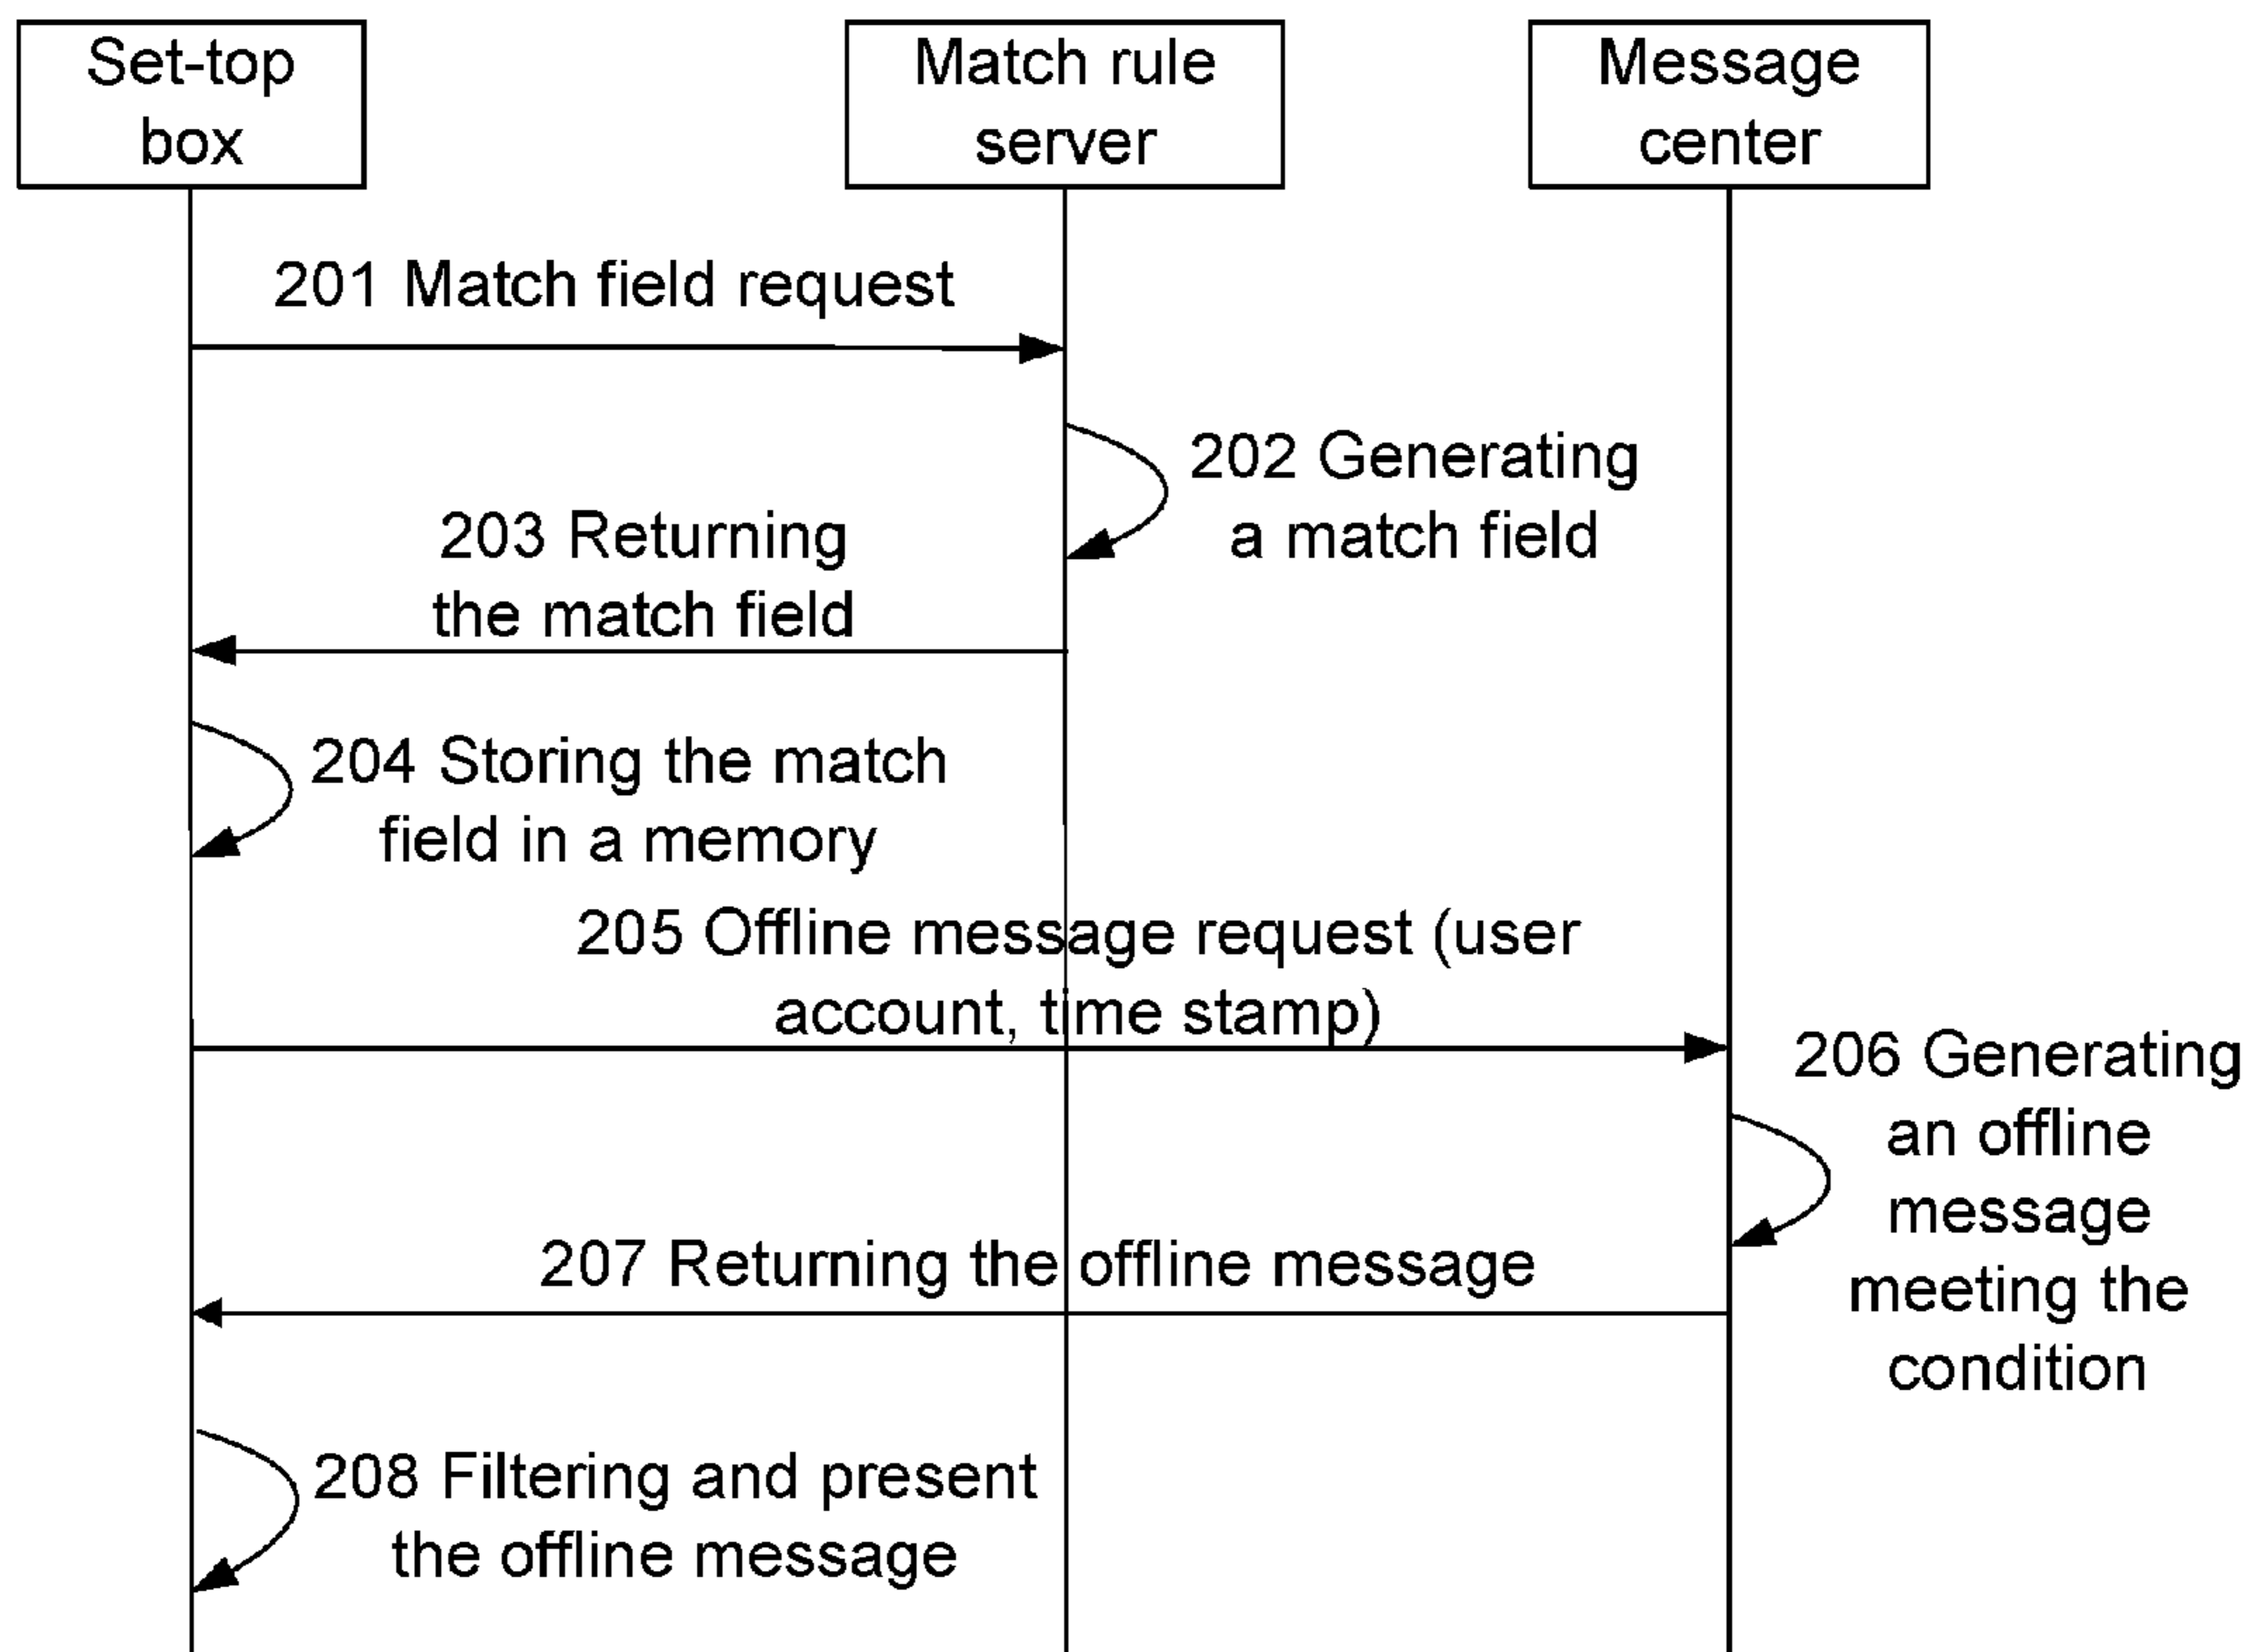 Set-top
box
Match rule
server
Message
center
201 Match field request
202 Generating
a match field
203 Returning
the match field
204 Storing the match
field in a memory
205 Offline message request (user
account, time stamp)
206 Generating
an offline
message
meeting the
condition
207 Returning the offline message
208 Filtering and present
the offline message